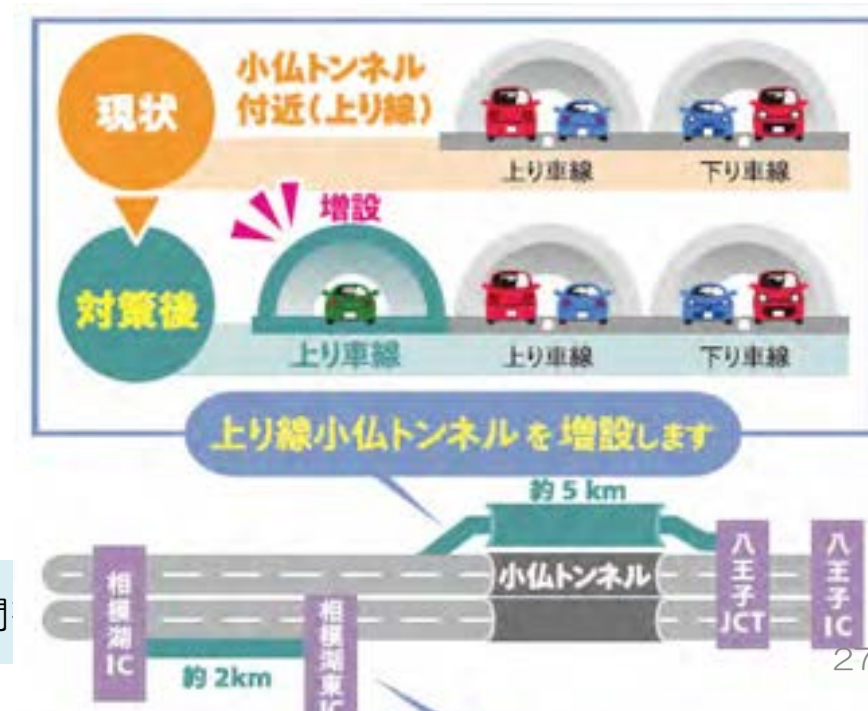 現状
小仏トンネル
付近(上り線)
上り車線
下り車線
増設
対策後
上り車線
上り車線
下り車線
上り線小仏トンネルを増設します
約5km
相模湖IC
小仏トンネル
八王子JCT
八王子IC
相模湖東IC
約2km
27